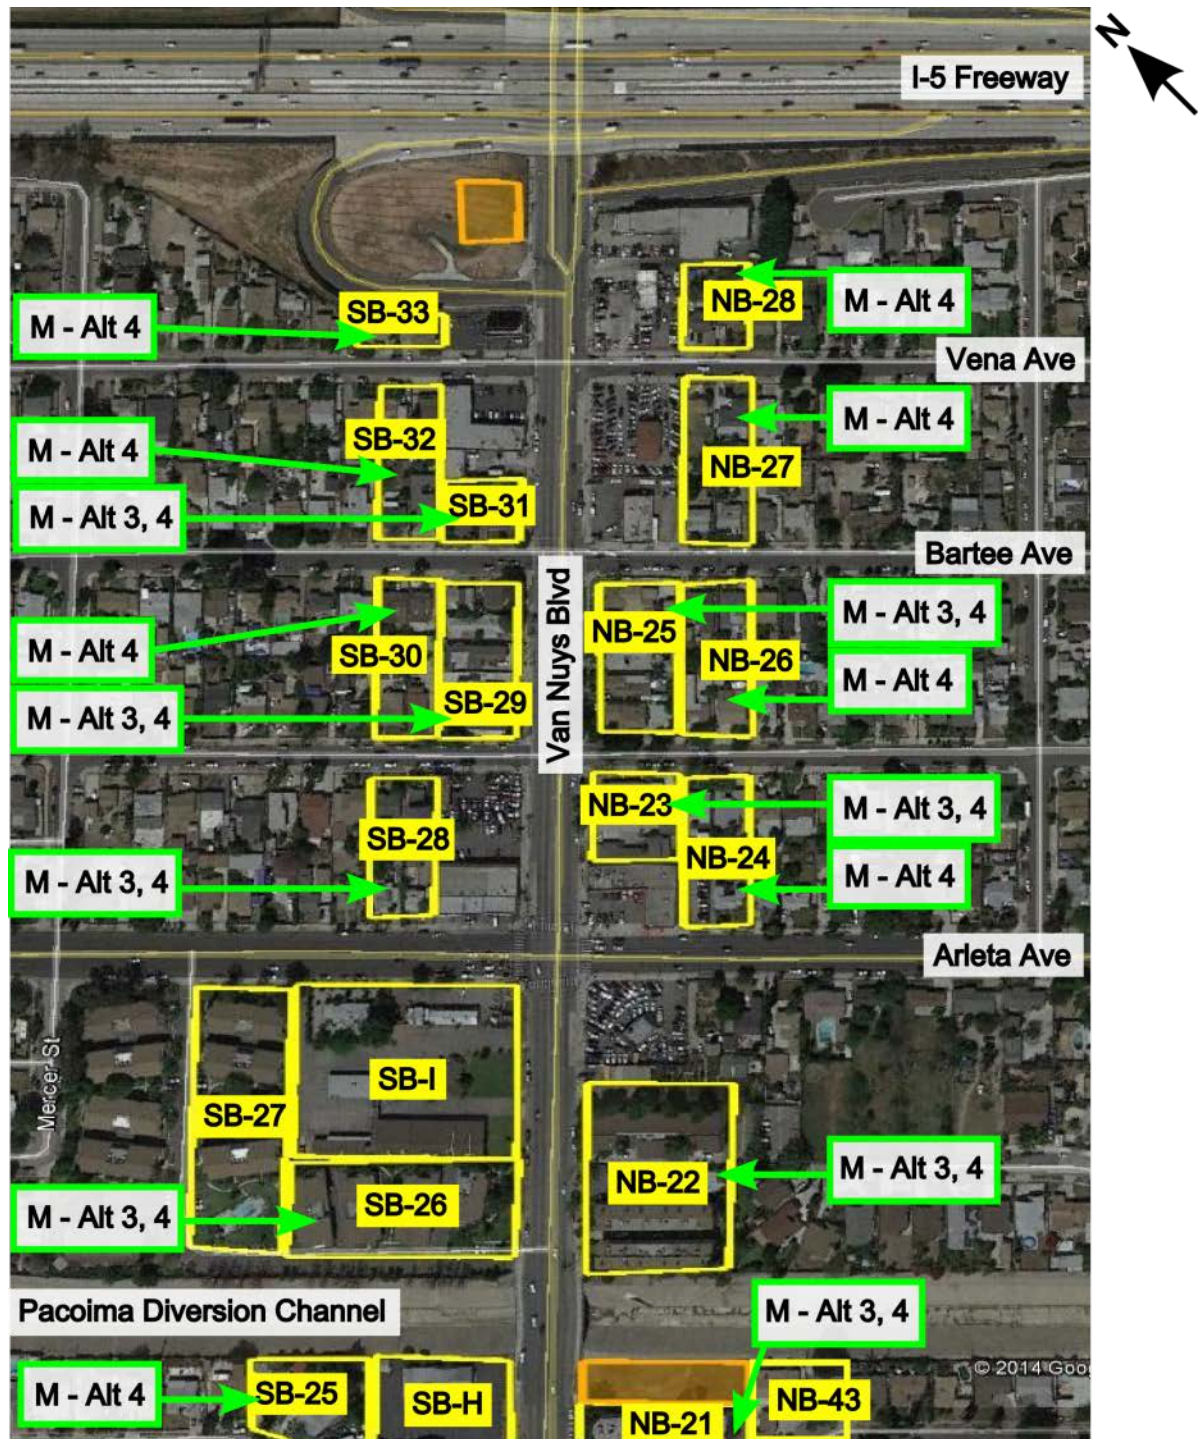 N
I-5 Freeway
SB-33
NB-28
M - Alt 4
M - Alt 4
Vena Ave
M - Alt 4
SB-32
M - Alt 4
NB-27
SB-31
M - Alt 3, 4
Bartee Ave
Van Nuys Blvd
M - Alt 3, 4
NB-25
M - Alt 4
SB-30
NB-26
M - Alt 4
SB-29
M - Alt 3, 4
NB-23
M - Alt 3, 4
SB-28
NB-24
M - Alt 3, 4
M - Alt 4
Arleta Ave
Mercer St
SB-I
SB-27
NB-22
M - Alt 3, 4
SB-26
M - Alt 3, 4
Pacoima Diversion Channel
M - Alt 3, 4
© 2014 Goo
M - Alt 4
SB-25
SB-H
NB-21
NB-43